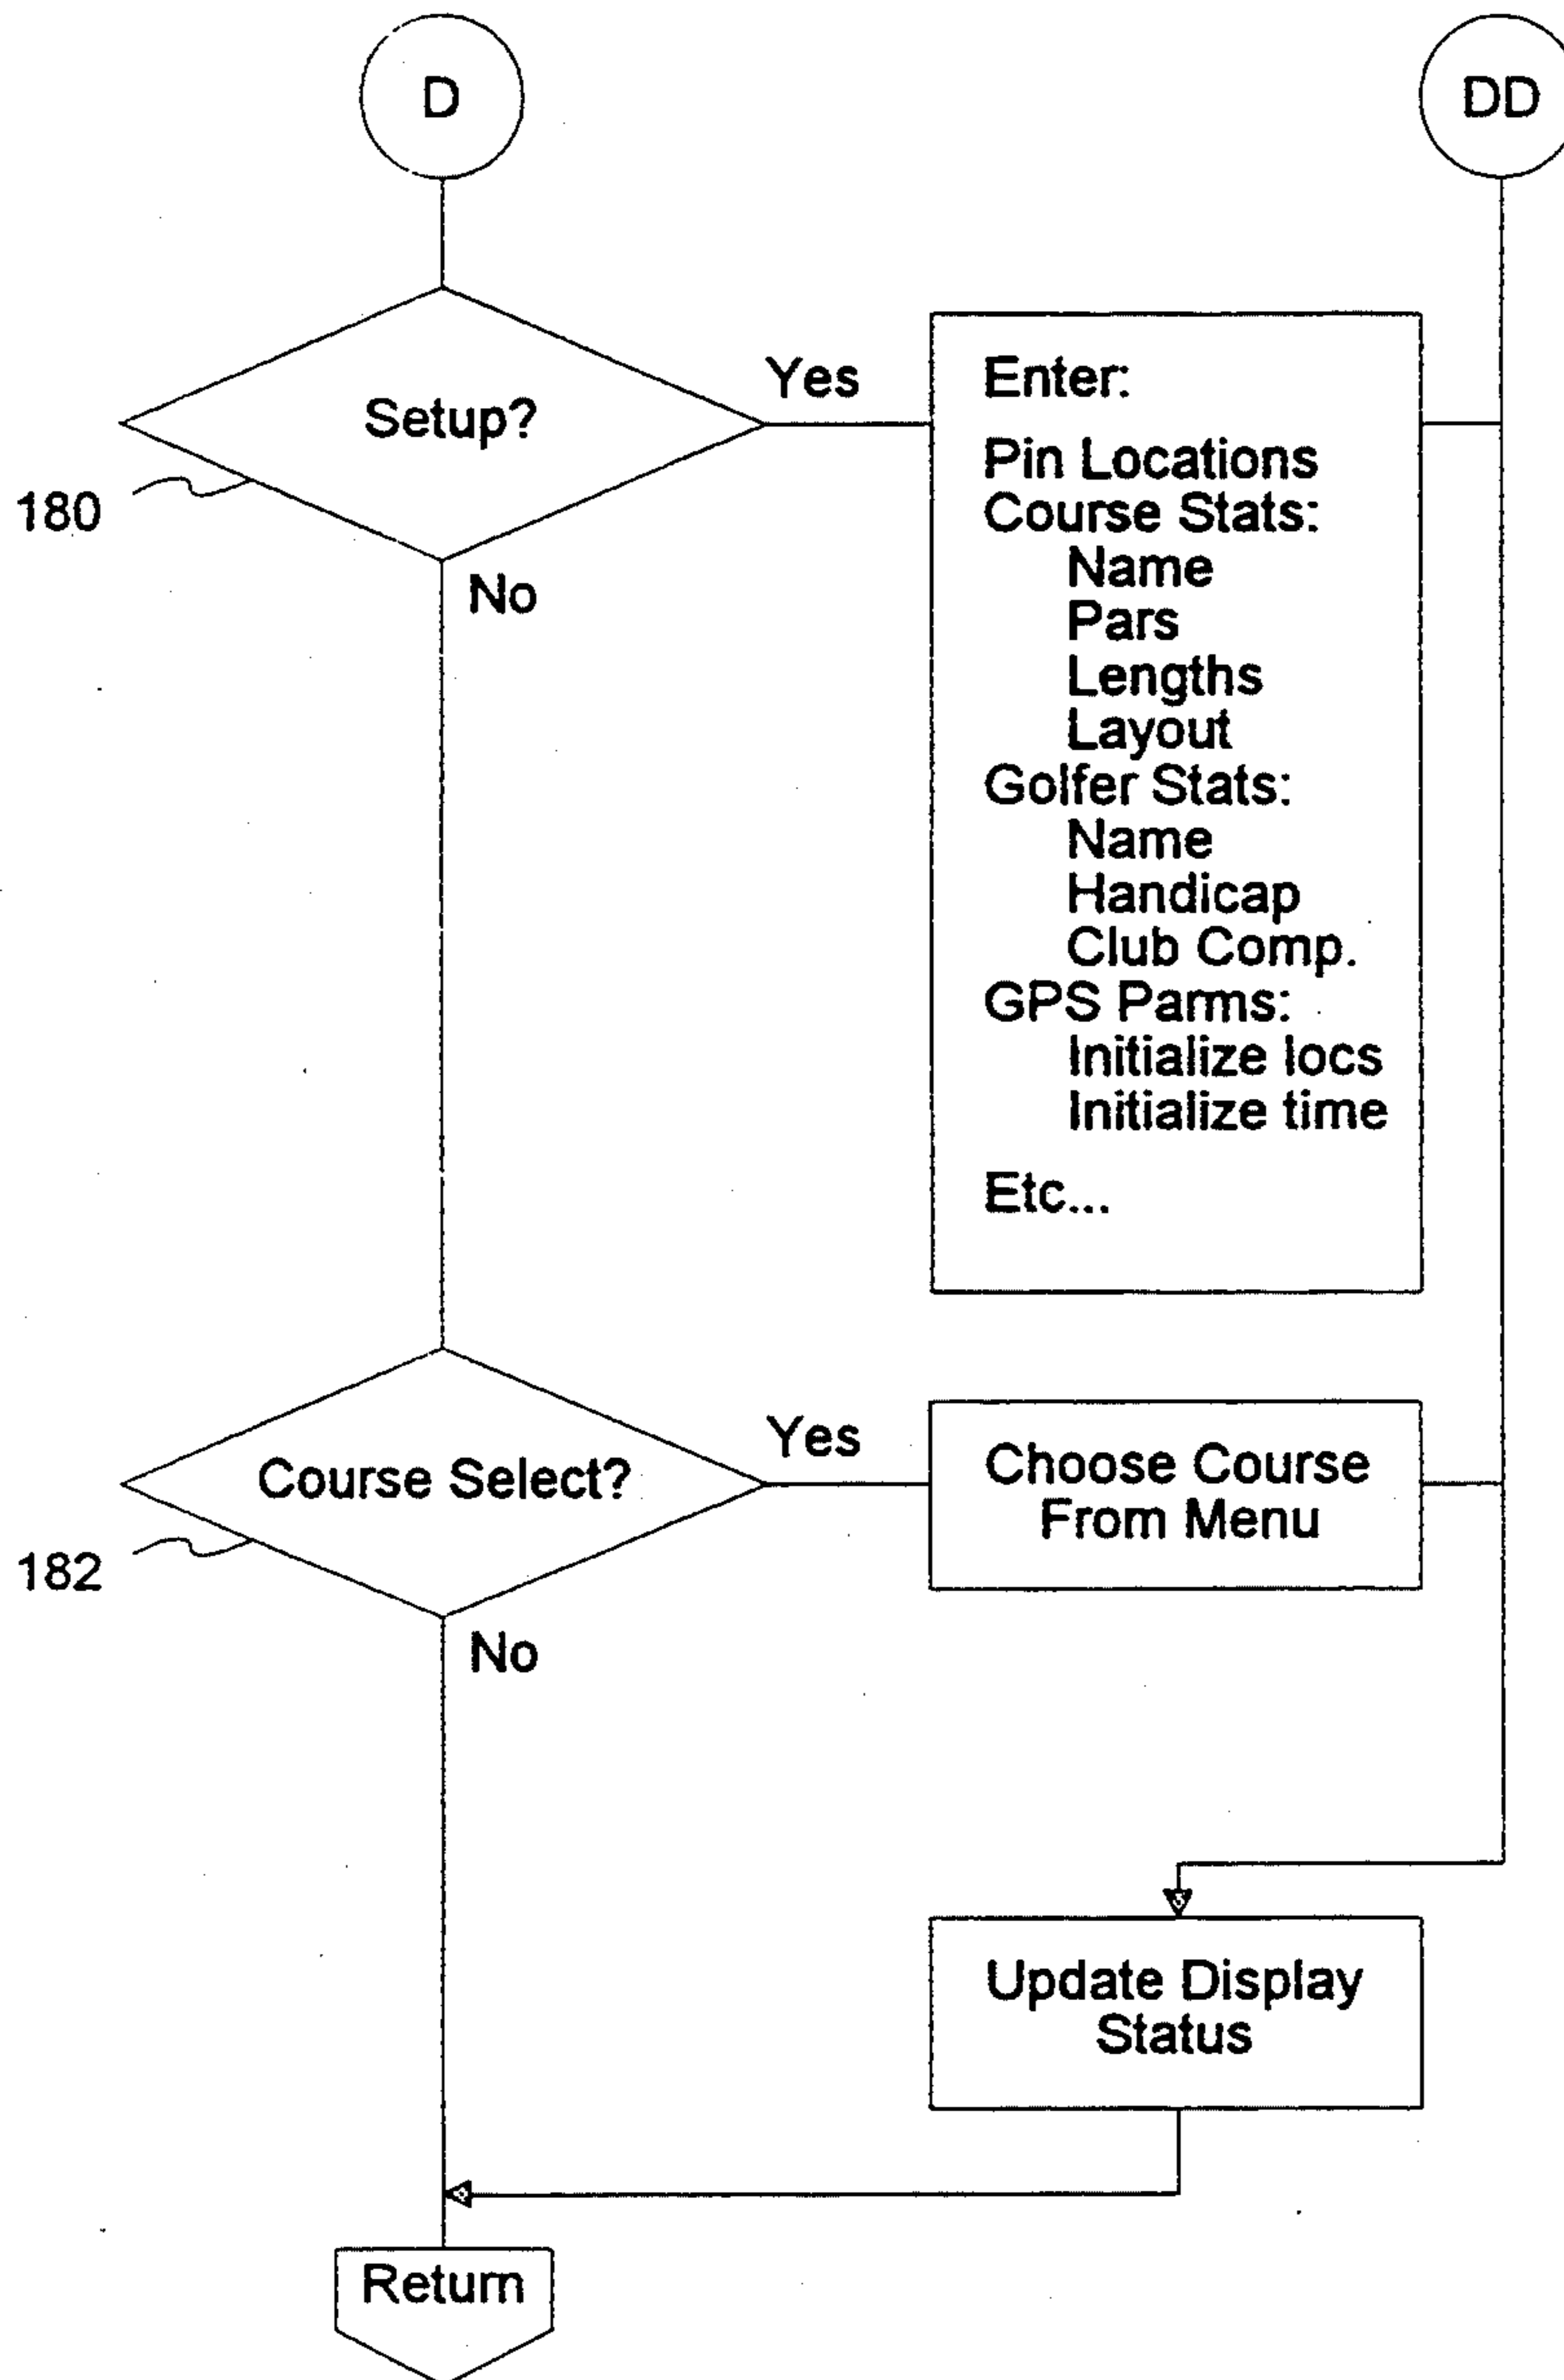 D
DD
Setup?
Yes
180
No
Enter:
Pin Locations
Course Stats:
Name
Pars
Lengths
Layout
Golfer Stats:
Name
Handicap
Club Comp.
GPS Parms:
Initialize locs
Initialize time
Etc...
Course Select?
Yes
182
No
Choose Course
From Menu
Update Display
Status
Return